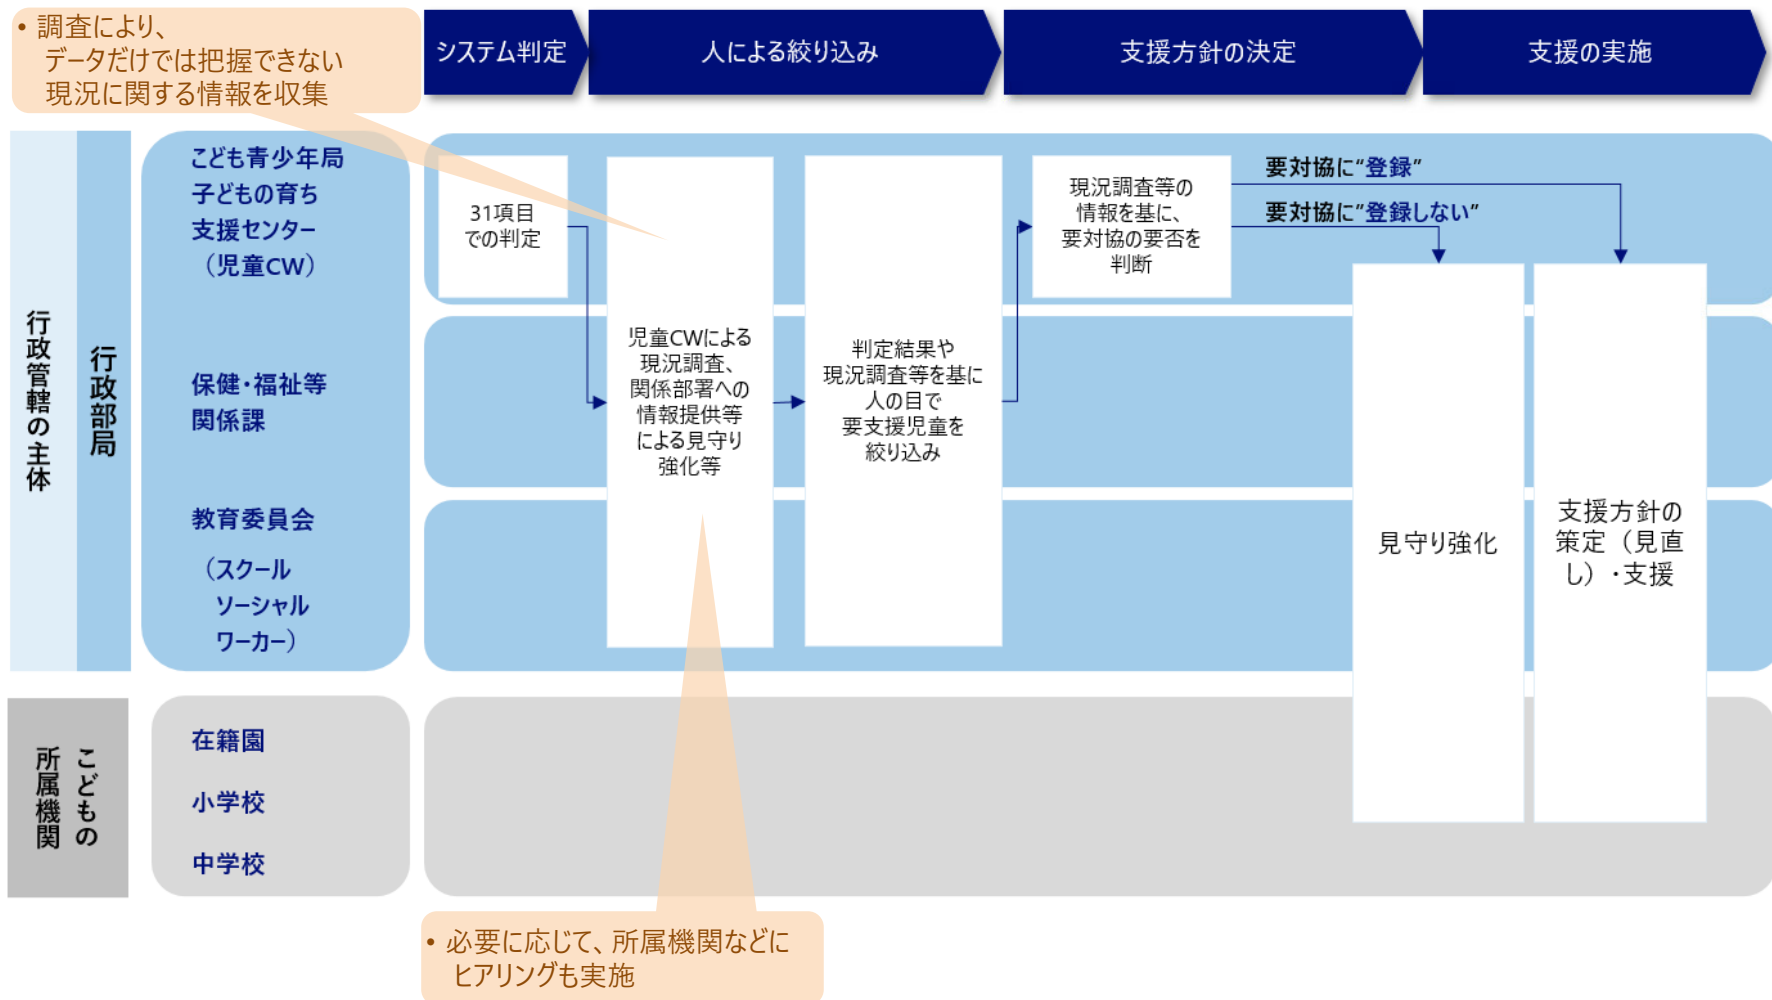 • 調査により、
データだけでは把握できない
現況に関する情報を収集
システム判定
人による絞り込み
支援方針の決定
支援の実施
行政管轄の主体
行政部局
こども青少年局
子どもの育ち
支援センター
（児童CW）
保健・福祉等
関係課
教育委員会
（スクール
ソーシャル
ワーカー）
31項目
での判定
児童CWによる
現況調査、
関係部署への
情報提供等
による見守り
強化等
判定結果や
現況調査等を基に
人の目で
要支援児童を
絞り込み
現況調査等の
情報を基に、
要対協の要否を
判断
要対協に“登録”
要対協に“登録しない”
見守り強化
支援方針の
策定（見直
し）・支援
こどもの
所属機関
在籍園
小学校
中学校
• 必要に応じて、所属機関などに
ヒアリングも実施